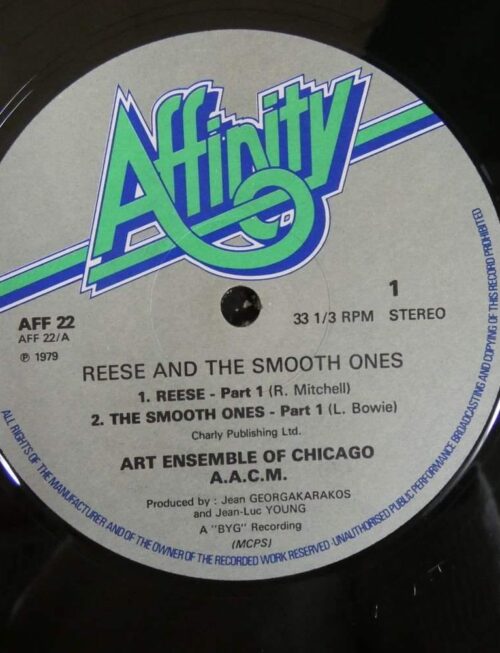 Affinity
AFF 22
AFF 22/A
℗ 1979
33 1/3 RPM
1
STEREO
REESE AND THE SMOOTH ONES
1. REESE - Part 1 (R. Mitchell)
2. THE SMOOTH ONES - Part 1 (L. Bowie)
Charly Publishing Ltd.
ART ENSEMBLE OF CHICAGO
A.A.C.M.
Produced by : Jean GEORGAKARAKOS
and Jean-Luc YOUNG
A "BYG" Recording
(MCPS)
ALL RIGHTS OF THE MANUFACTURER AND OF THE OWNER OF THE RECORDED WORK RESERVED · UNAUTHORISED PUBLIC PERFORMANCE BROADCASTING AND COPYING OF THIS RECORD PROHIBITED